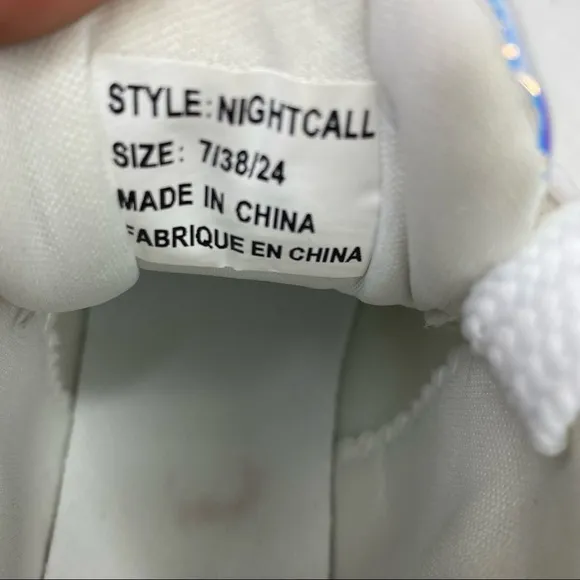 STYLE: NIGHTCALL
SIZE: 7/38/24
MADE IN CHINA
FABRIQUE EN CHINA